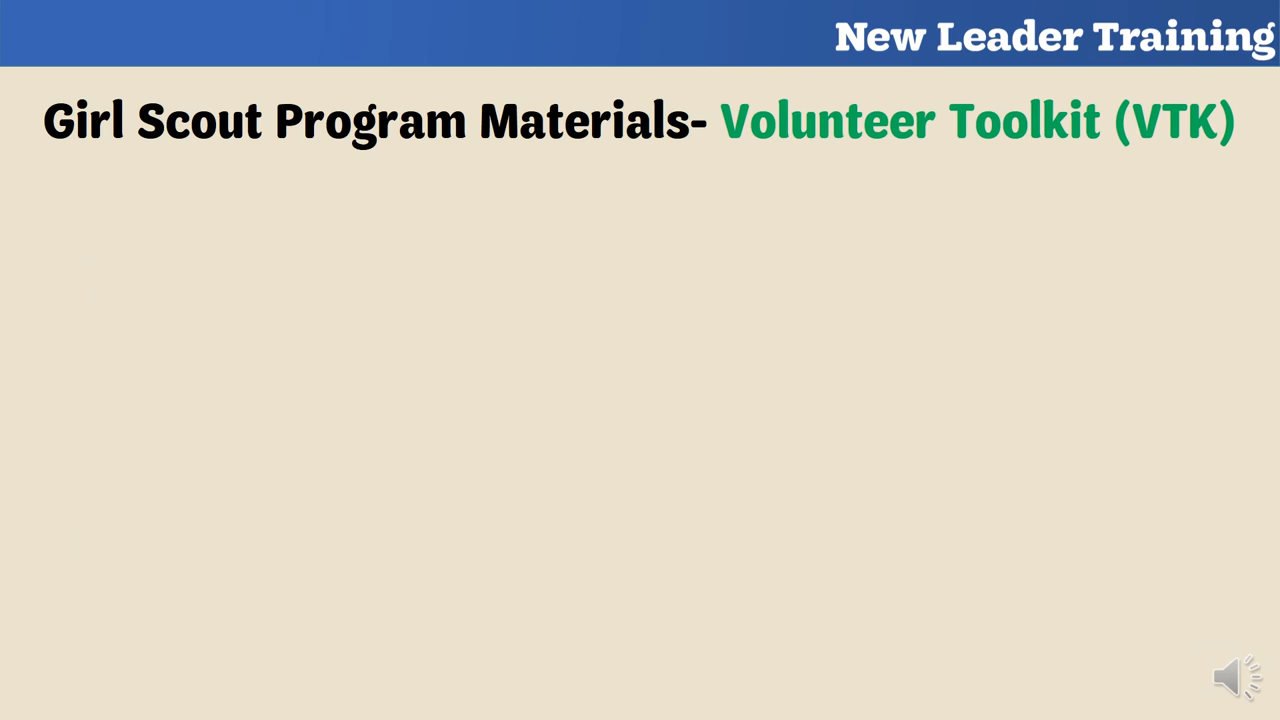 New Leader Training
Girl Scout Program Materials- Volunteer Toolkit (VTK)